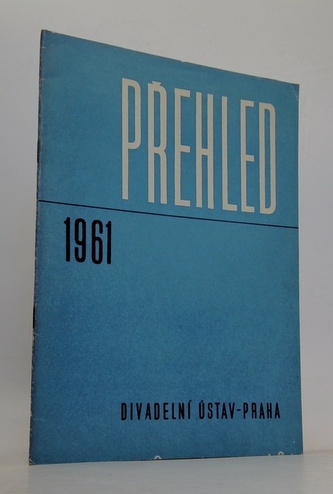 PŘEHLED
1961
DIVADELNÍ ÚSTAV-PRAHA